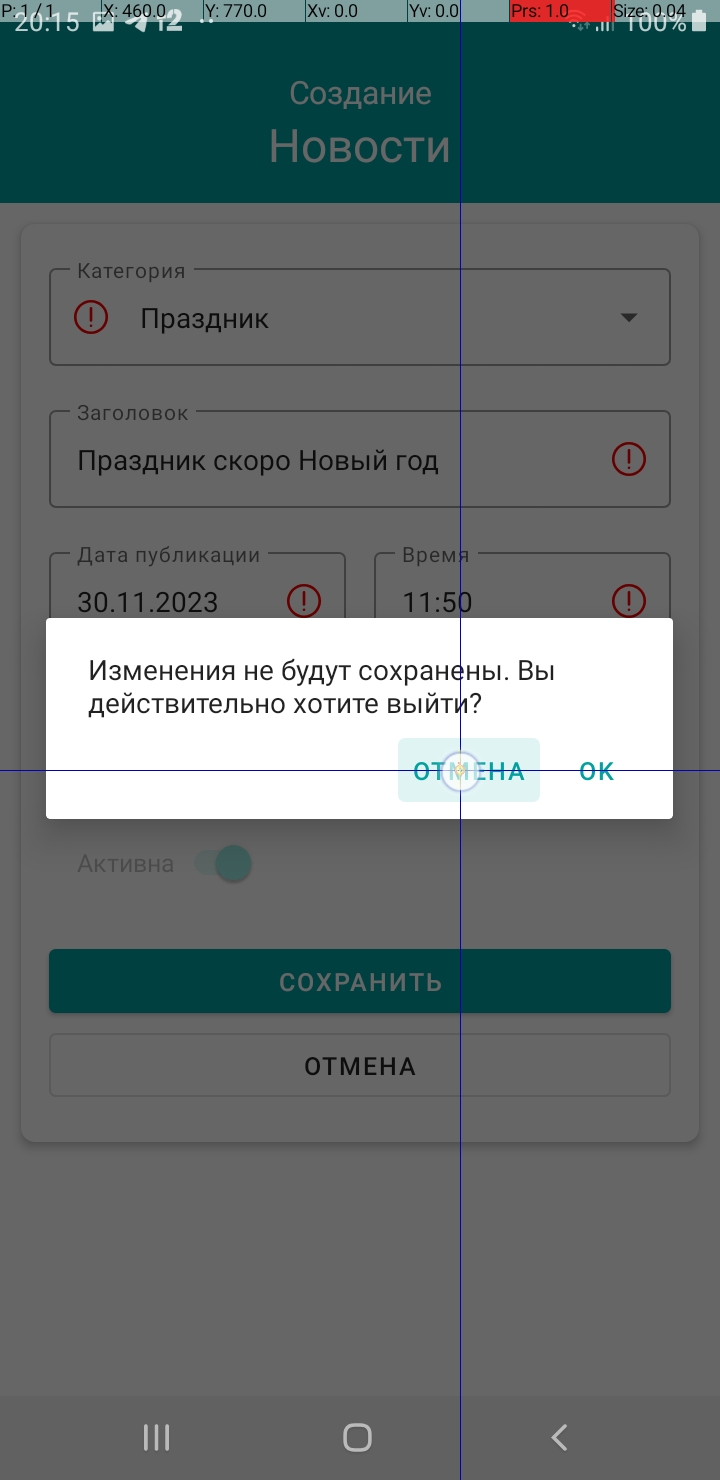 P: 1 / 1 X: 460.0 Y: 770.0 Xv: 0.0 Yv: 0.0 Prs: 1.0 Size: 0.04
20:15 100%
Создание
Новости
Категория
Праздник
Заголовок
Праздник скоро Новый год
Дата публикации Время
30.11.2023 11:50
Изменения не будут сохранены. Вы
действительно хотите выйти?
ОТМЕНА OK
Активна
СОХРАНИТЬ
ОТМЕНА